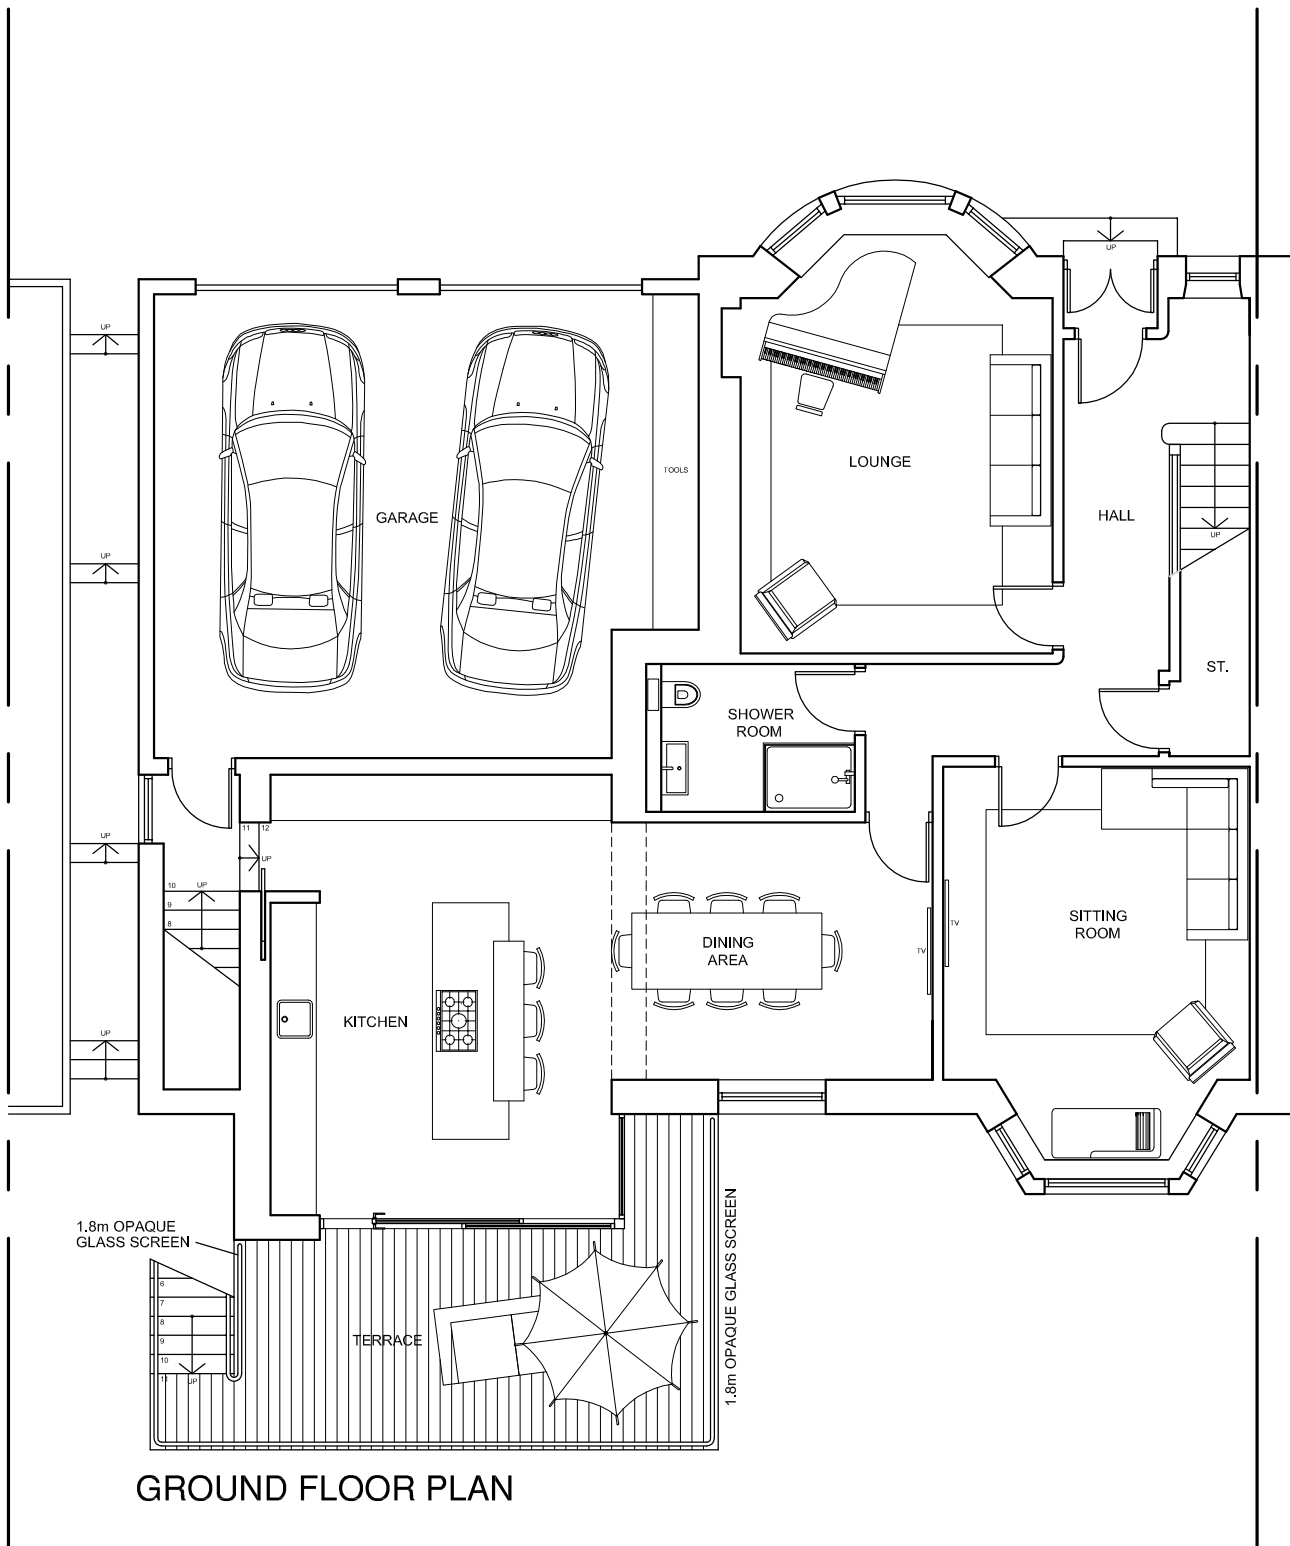 UP
UP
LOUNGE
TOOLS
GARAGE
HALL
UP
UP
ST.
SHOWER
ROOM
UP
11
12
UP
10
UP
9
8
SITTING
ROOM
TV
TV
DINING
AREA
KITCHEN
UP
1.8m OPAQUE
GLASS SCREEN
1.8m OPAQUE GLASS SCREEN
6
7
8
9
10
11
UP
TERRACE
GROUND FLOOR PLAN